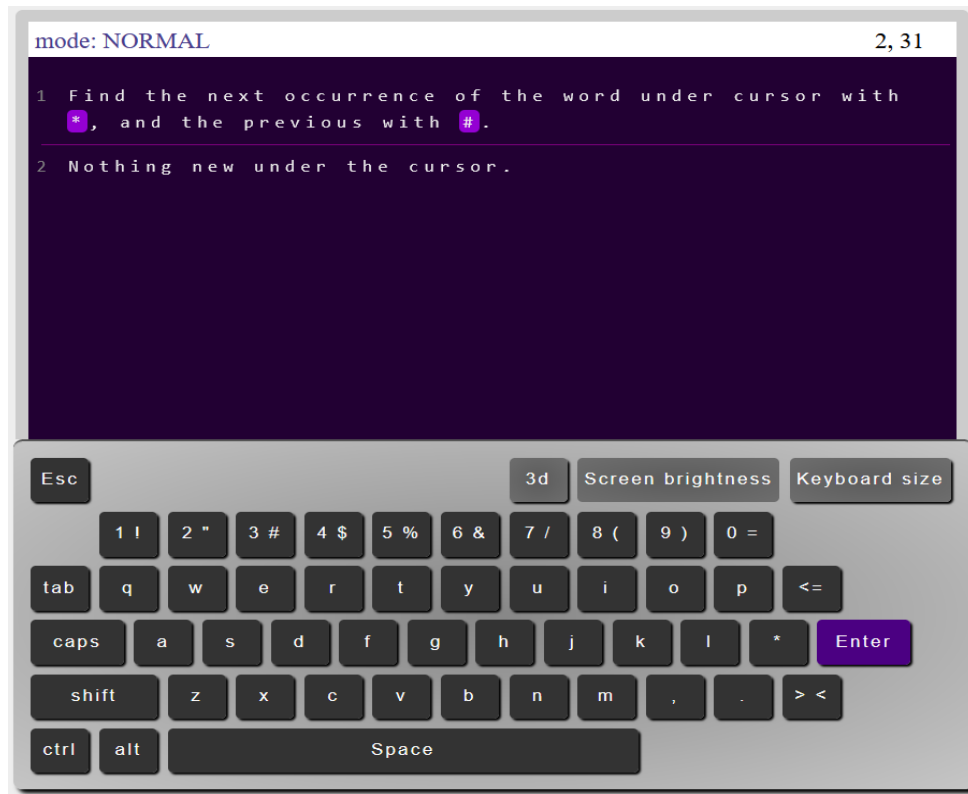 mode: NORMAL 2, 31
1 Find the next occurrence of the word under cursor with
*, and the previous with #.
2 Nothing new under the cursor.
Esc 3d Screen brightness Keyboard size
1 ! 2 " 3 # 4 $ 5 % 6 & 7 / 8 ( 9 ) 0 =
tab q w e r t y u i o p <=
caps a s d f g h j k l * Enter
shift z x c v b n m , . > <
ctrl alt Space